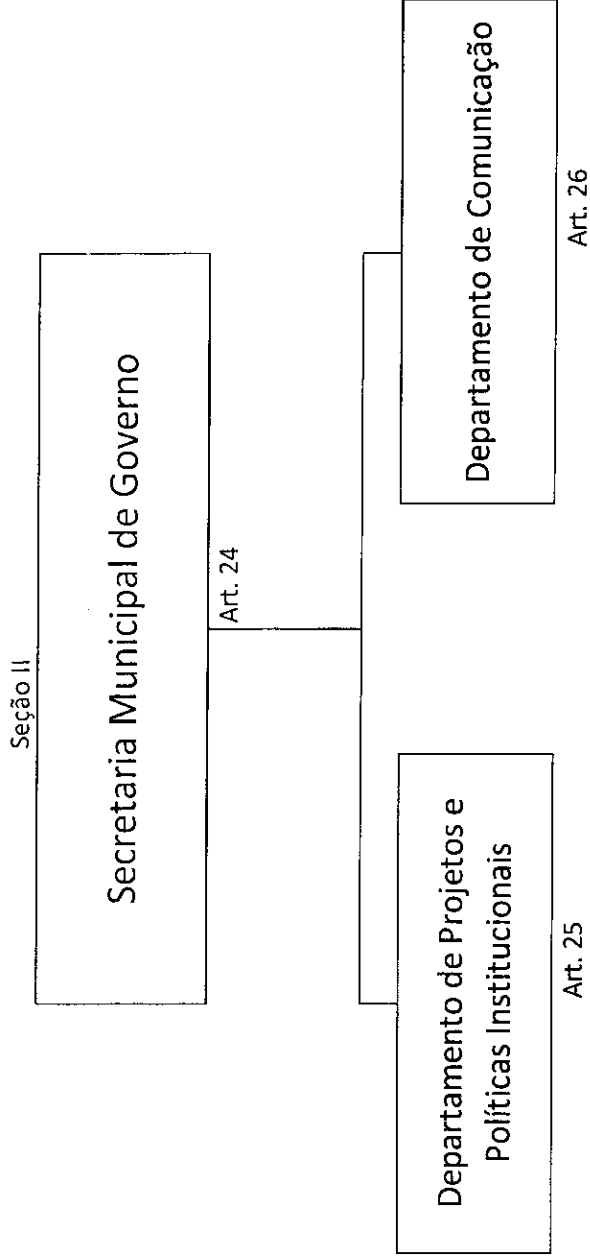 Seção II
Secretaria Municipal de Governo
Art. 24
Departamento de Projetos e
Políticas Institucionais
Art. 25
Departamento de Comunicação
Art. 26